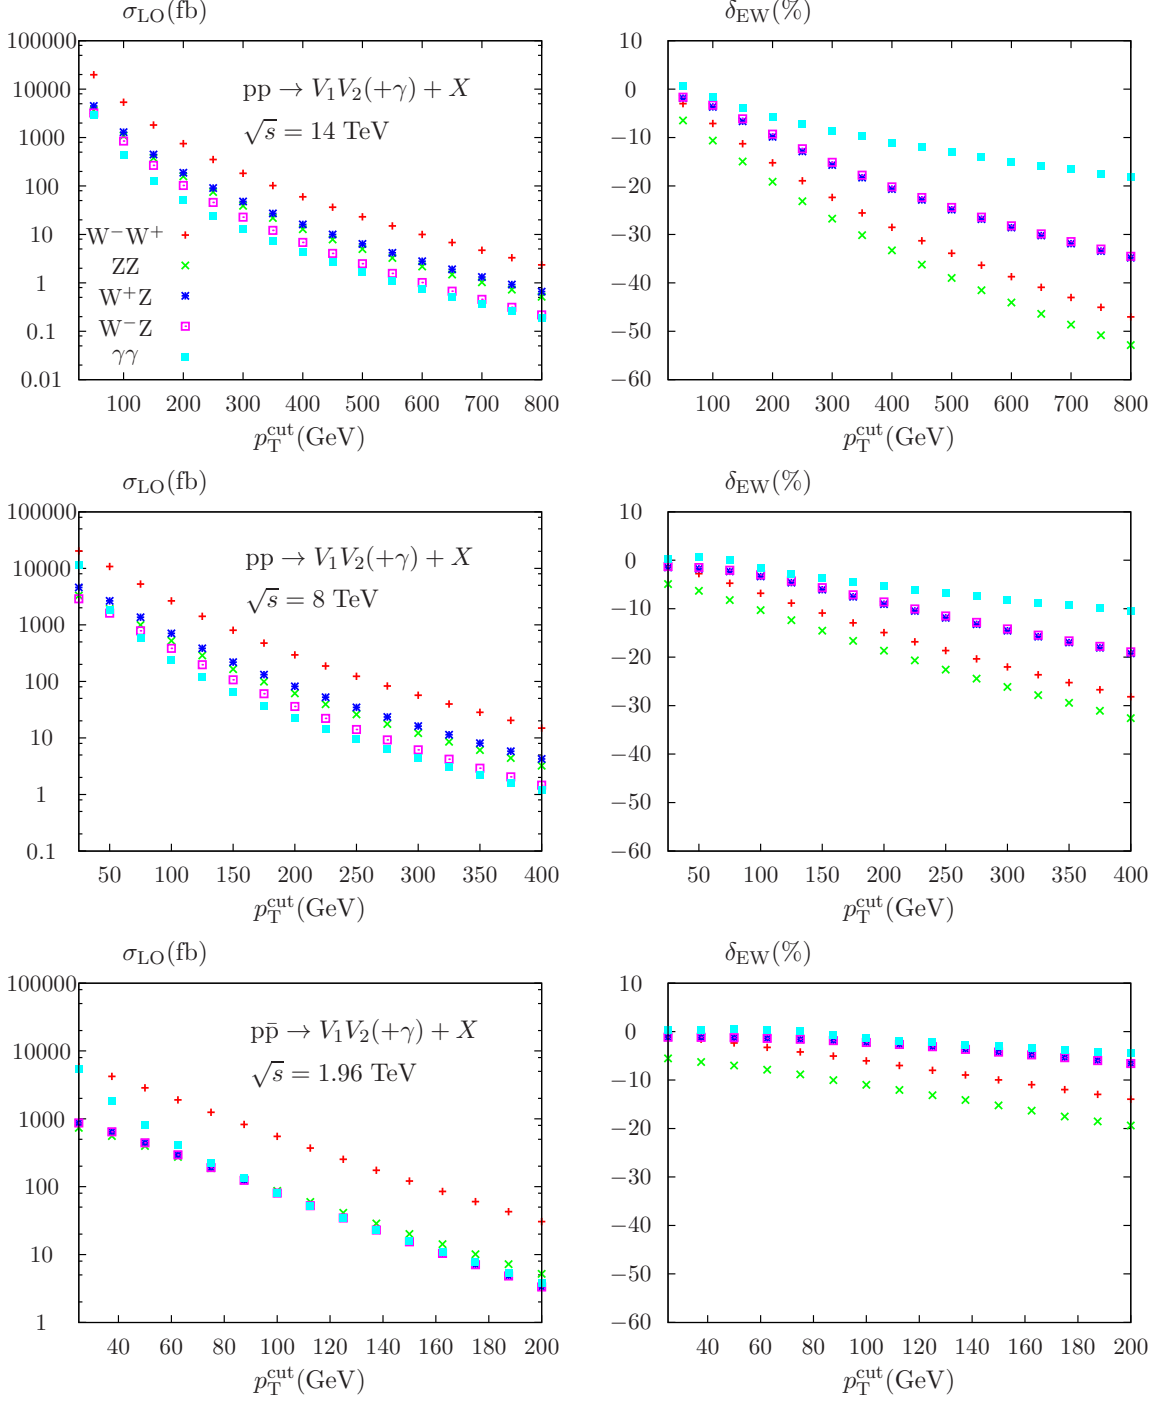 σLO(fb)
δEW(%)
100000
10000
1000
100
10
1
0.1
0.01
pp → V1V2(+γ) + X
√s = 14 TeV
W−W+
ZZ
W+Z
W−Z
γγ
100 200 300 400 500 600 700 800
pTcut(GeV)
10
0
−10
−20
−30
−40
−50
−60
100 200 300 400 500 600 700 800
pTcut(GeV)
σLO(fb)
δEW(%)
100000
10000
1000
100
10
1
0.1
pp → V1V2(+γ) + X
√s = 8 TeV
50 100 150 200 250 300 350 400
pTcut(GeV)
10
0
−10
−20
−30
−40
−50
−60
50 100 150 200 250 300 350 400
pTcut(GeV)
σLO(fb)
δEW(%)
100000
10000
1000
100
10
1
pp̄ → V1V2(+γ) + X
√s = 1.96 TeV
40 60 80 100 120 140 160 180 200
pTcut(GeV)
10
0
−10
−20
−30
−40
−50
−60
40 60 80 100 120 140 160 180 200
pTcut(GeV)